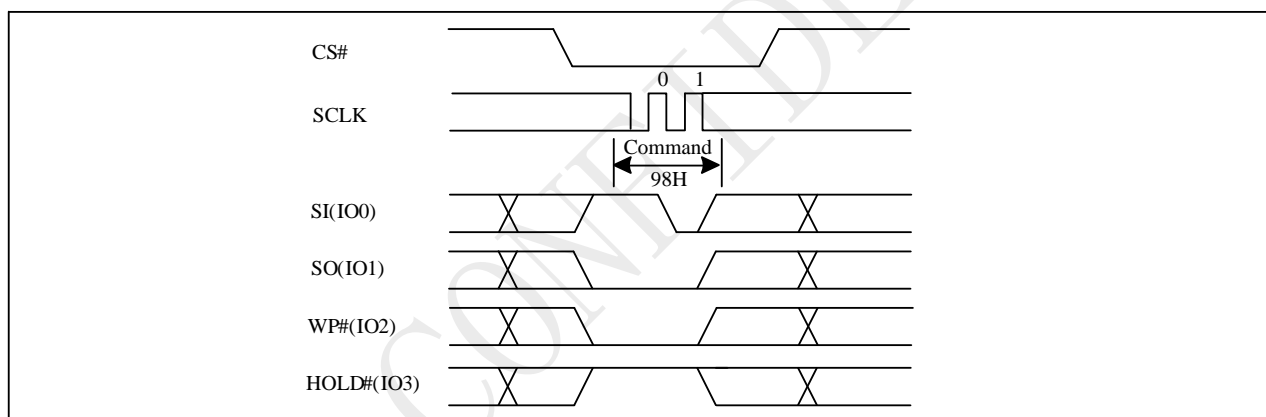 CS#
0 1
SCLK
Command
98H
SI(IO0)
SO(IO1)
WP#(IO2)
HOLD#(IO3)